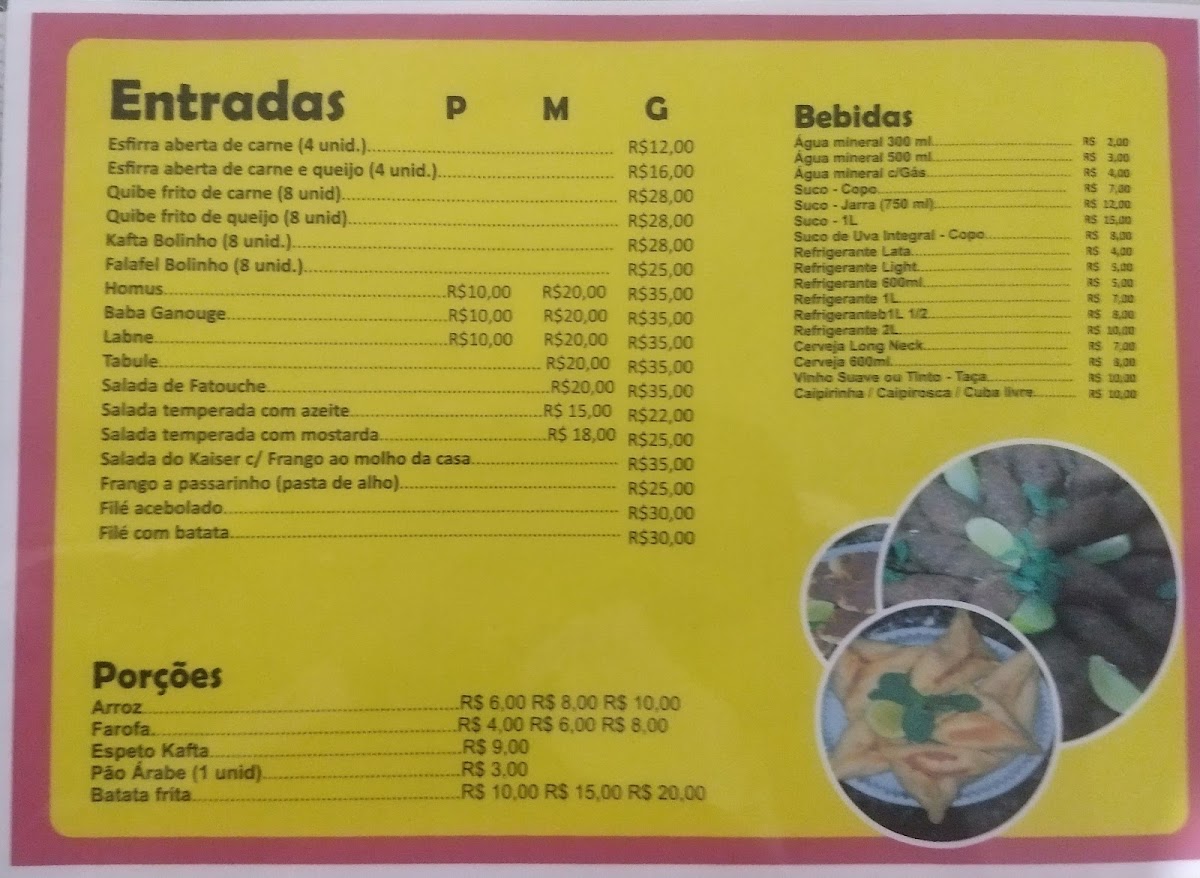 Entradas P M G
Esfirra aberta de carne (4 unid.) R$12,00
Esfirra aberta de carne e queijo (4 unid.) R$16,00
Quibe frito de carne (8 unid) R$28,00
Quibe frito de queijo (8 unid) R$28,00
Kafta Bolinho (8 unid.) R$28,00
Falafel Bolinho (8 unid.) R$25,00
Homus R$10,00 R$20,00 R$35,00
Baba Ganouge R$10,00 R$20,00 R$35,00
Labne R$10,00 R$20,00 R$35,00
Tabule R$20,00 R$35,00
Salada de Fatouche R$20,00 R$35,00
Salada temperada com azeite R$ 15,00 R$22,00
Salada temperada com mostarda R$ 18,00 R$25,00
Salada do Kaiser c/ Frango ao molho da casa R$35,00
Frango a passarinho (pasta de alho) R$25,00
Filé acebolado R$30,00
Filé com batata R$30,00
Porções
Arroz R$ 6,00 R$ 8,00 R$ 10,00
Farofa R$ 4,00 R$ 6,00 R$ 8,00
Espeto Kafta R$ 9,00
Pão Árabe (1 unid) R$ 3,00
Batata frita R$ 10,00 R$ 15,00 R$ 20,00
Bebidas
Água mineral 300 ml R$ 2,00
Água mineral 500 ml R$ 3,00
Água mineral c/Gás R$ 4,00
Suco - Copo R$ 7,00
Suco - Jarra (750 ml) R$ 12,00
Suco - 1L R$ 15,00
Suco de Uva Integral - Copo R$ 8,00
Refrigerante Lata R$ 4,00
Refrigerante Light R$ 5,00
Refrigerante 600ml R$ 5,00
Refrigerante 1L R$ 7,00
Refrigeranteb1L 1/2 R$ 8,00
Refrigerante 2L R$ 10,00
Cerveja Long Neck R$ 7,00
Cerveja 600ml R$
Vinho Suave ou Tinto - Taça R$ 10,00
Caipirinha / Caipirosca / Cuba livre R$ 10,00